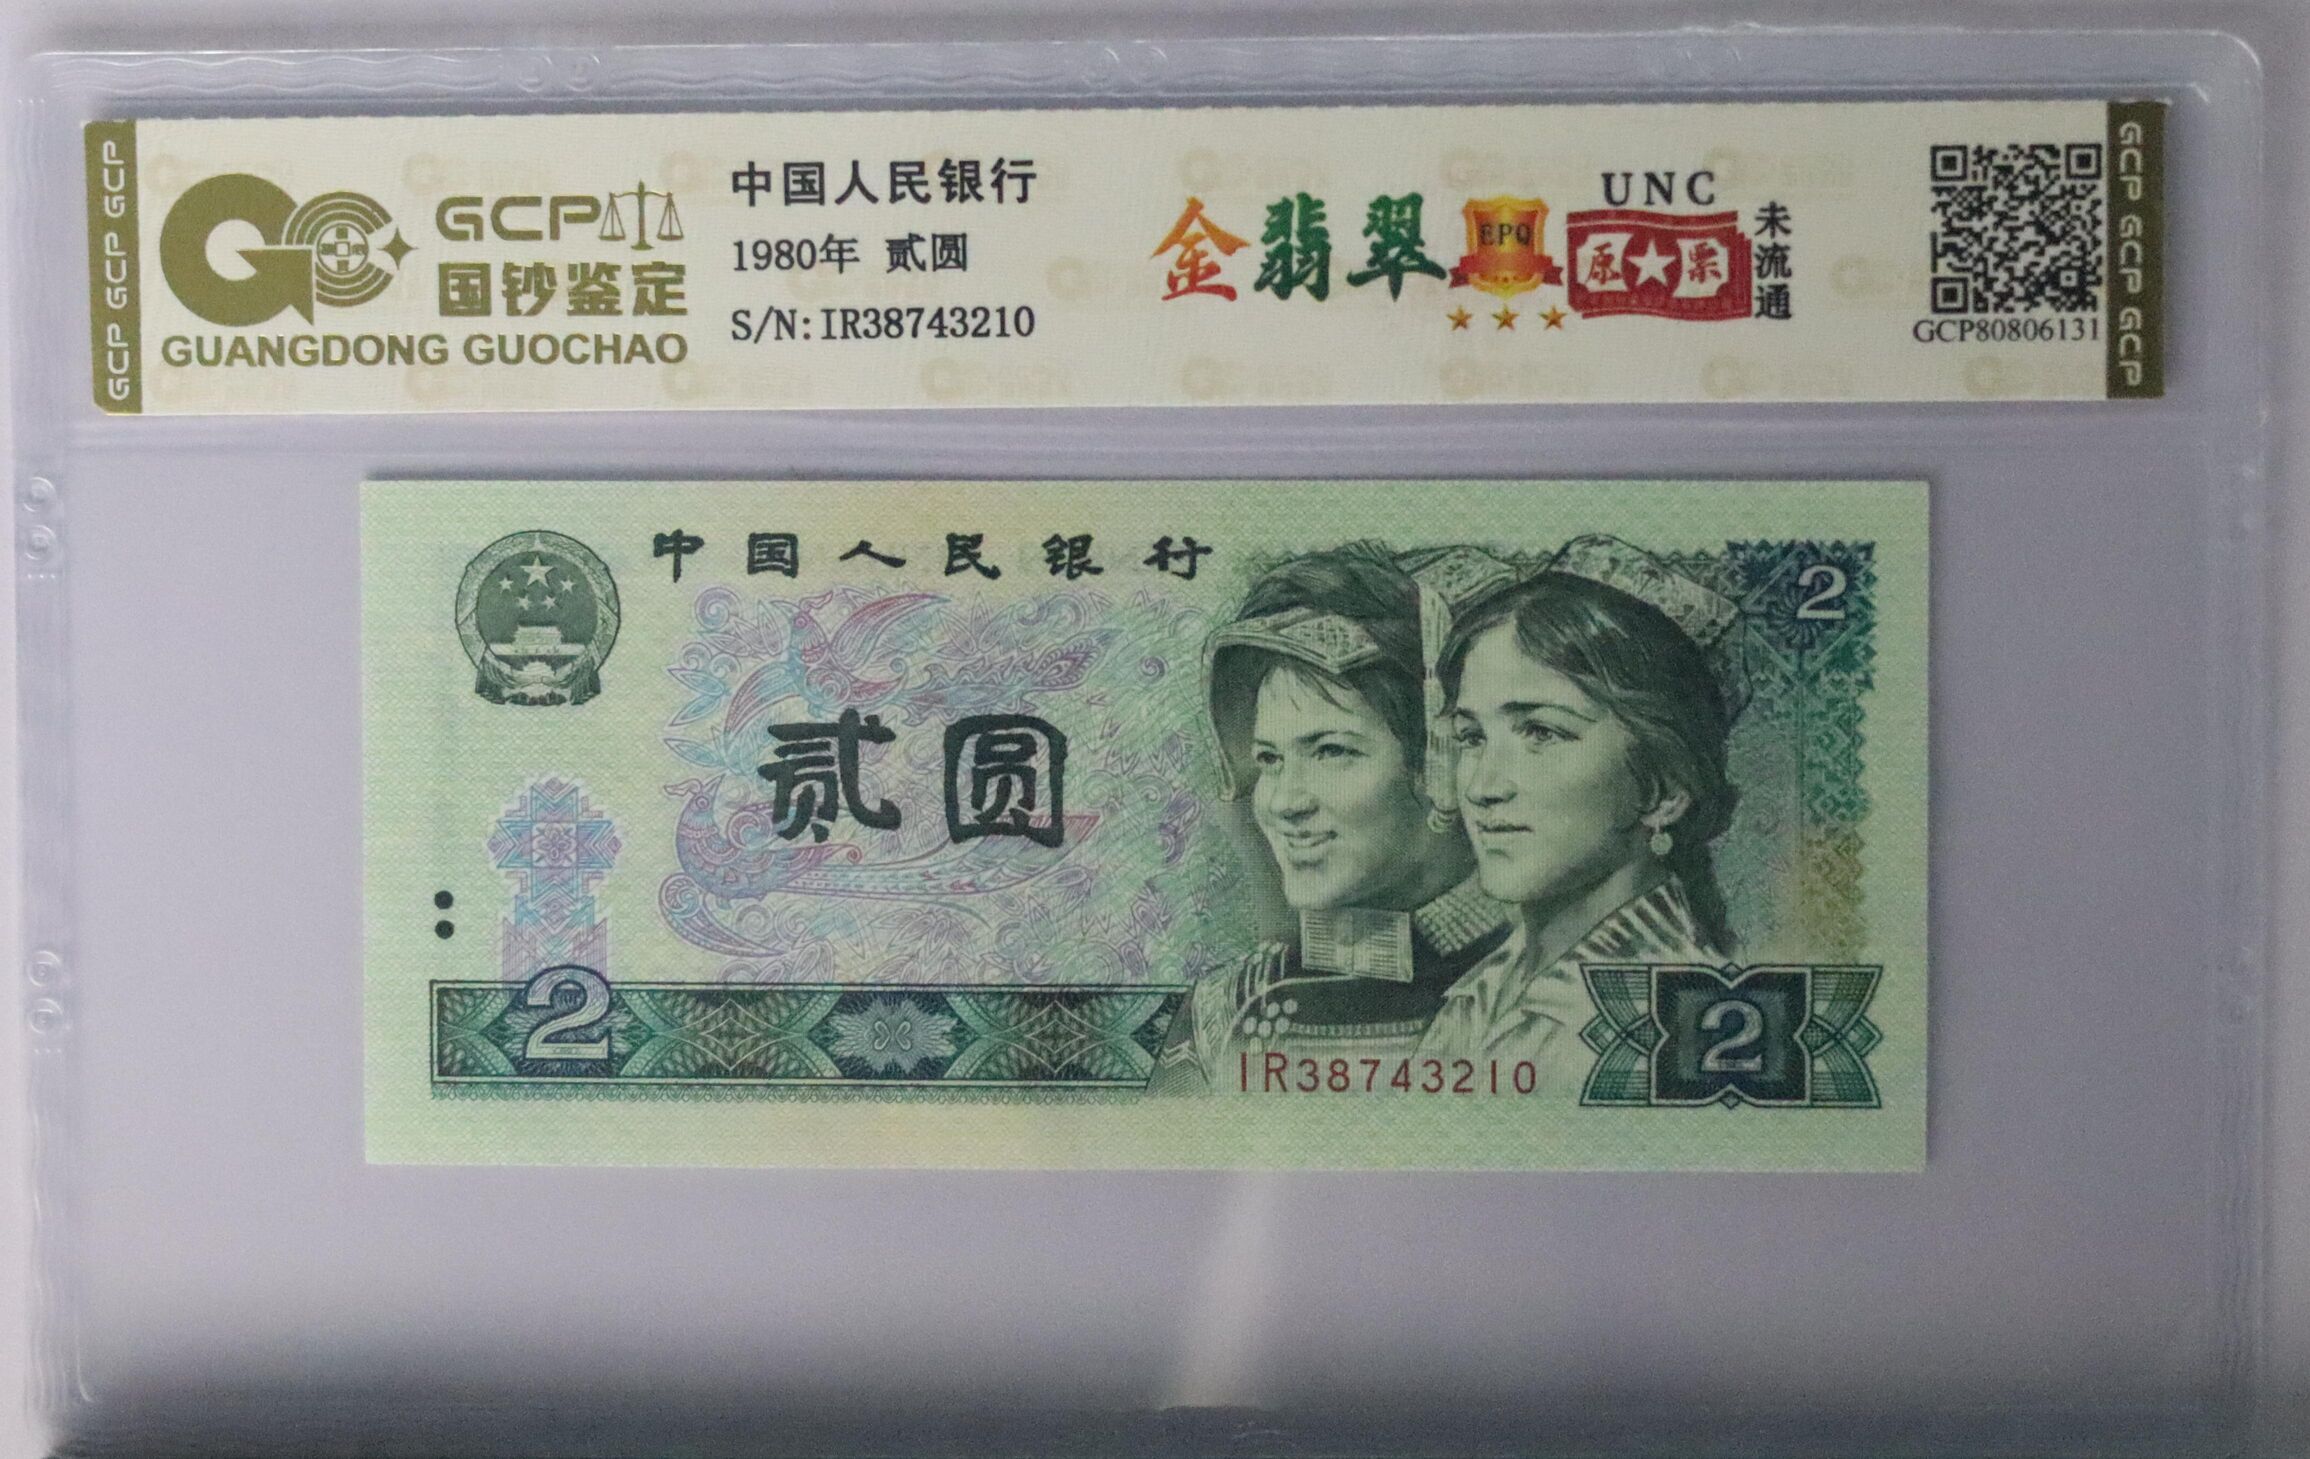 GCP GCP GCP
GCP
国钞鉴定
GUANGDONG GUOCHAO
中国人民银行
1980年 贰圆
S/N:IR38743210
金翡翠
EPQ
UNC
原★票
未流通
GCP80806131
GCP GCP GCP
中国人民银行
2
贰圆
2
IR38743210
2